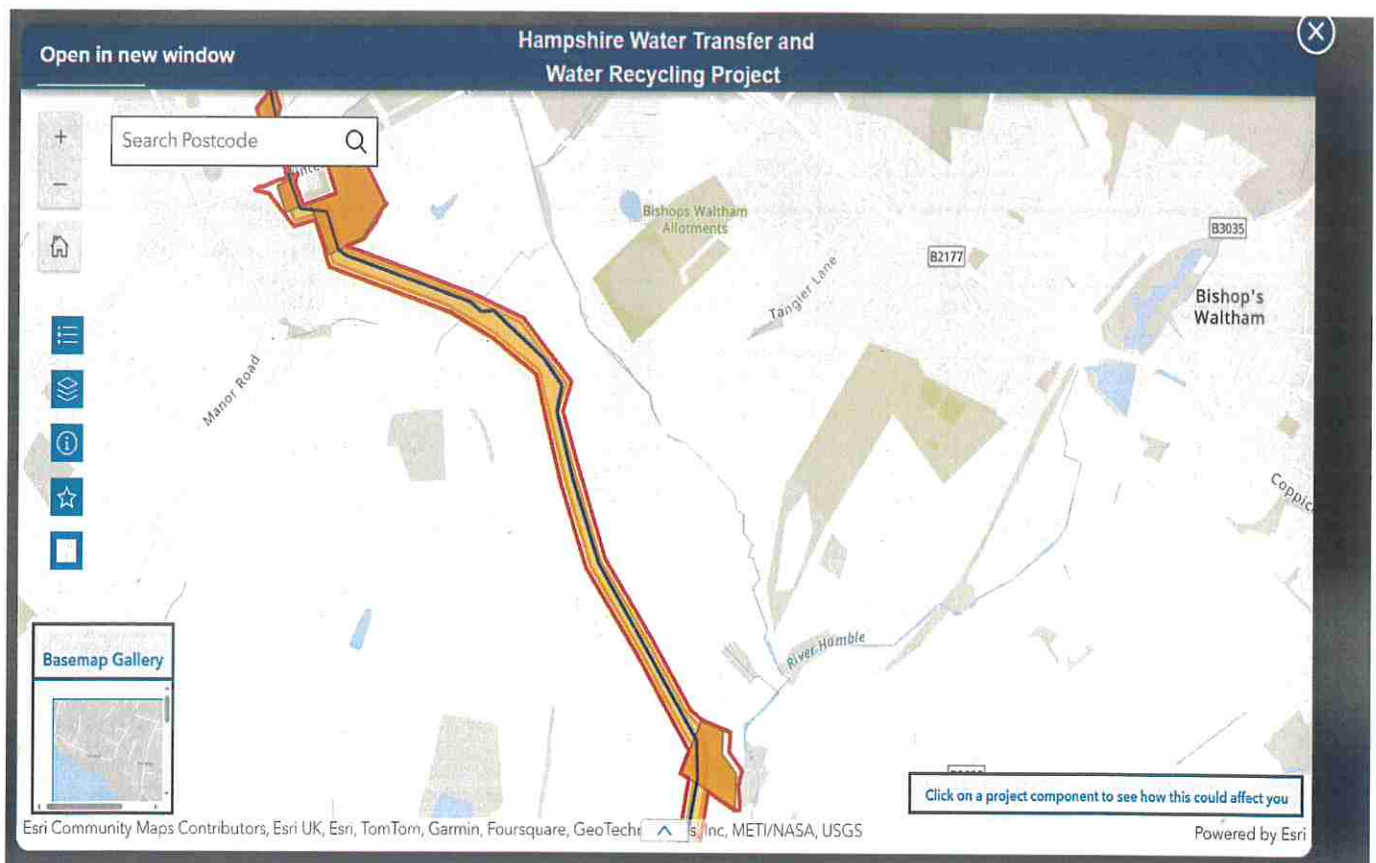 Open in new window
Hampshire Water Transfer and
Water Recycling Project
Search Postcode
Bishops Waltham
Allotments
B3035
B2177
Tangler Lane
Bishop's
Waltham
Manor Road
River Hamble
Basemap Gallery
Click on a project component to see how this could affect you
Esri Community Maps Contributors, Esri UK, Esri, TomTom, Garmin, Foursquare, GeoTechn s, Inc, METI/NASA, USGS
Powered by Esri